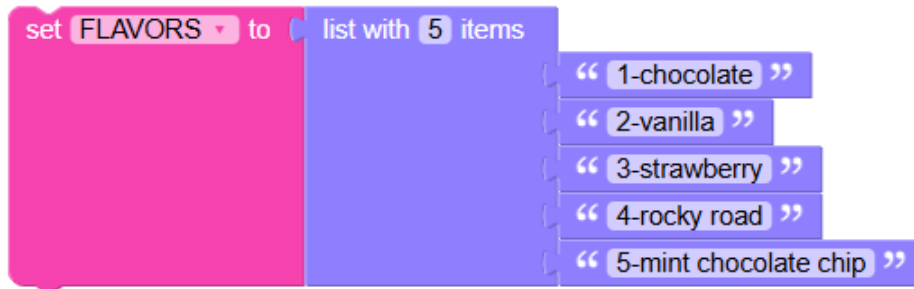 set FLAVORS to list with 5 items
“ 1-chocolate ”
“ 2-vanilla ”
“ 3-strawberry ”
“ 4-rocky road ”
“ 5-mint chocolate chip ”